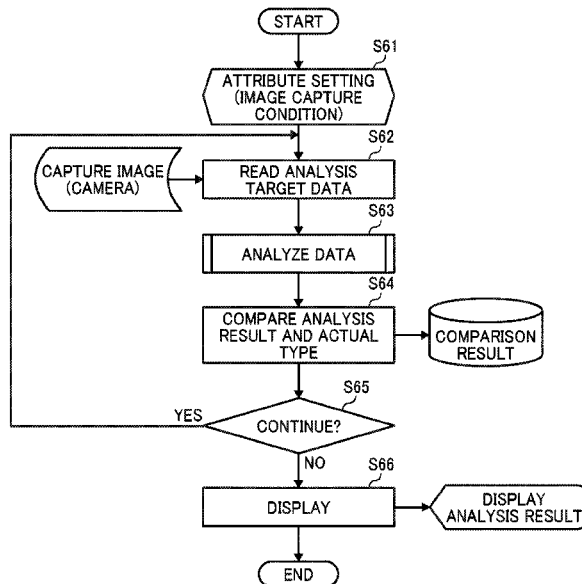 START
S61
ATTRIBUTE SETTING
(IMAGE CAPTURE
CONDITION)
S62
CAPTURE IMAGE
(CAMERA)
READ ANALYSIS
TARGET DATA
S63
ANALYZE DATA
S64
COMPARE ANALYSIS
RESULT AND ACTUAL
TYPE
COMPARISON
RESULT
S65
YES
CONTINUE?
NO
S66
DISPLAY
DISPLAY
ANALYSIS RESULT
END